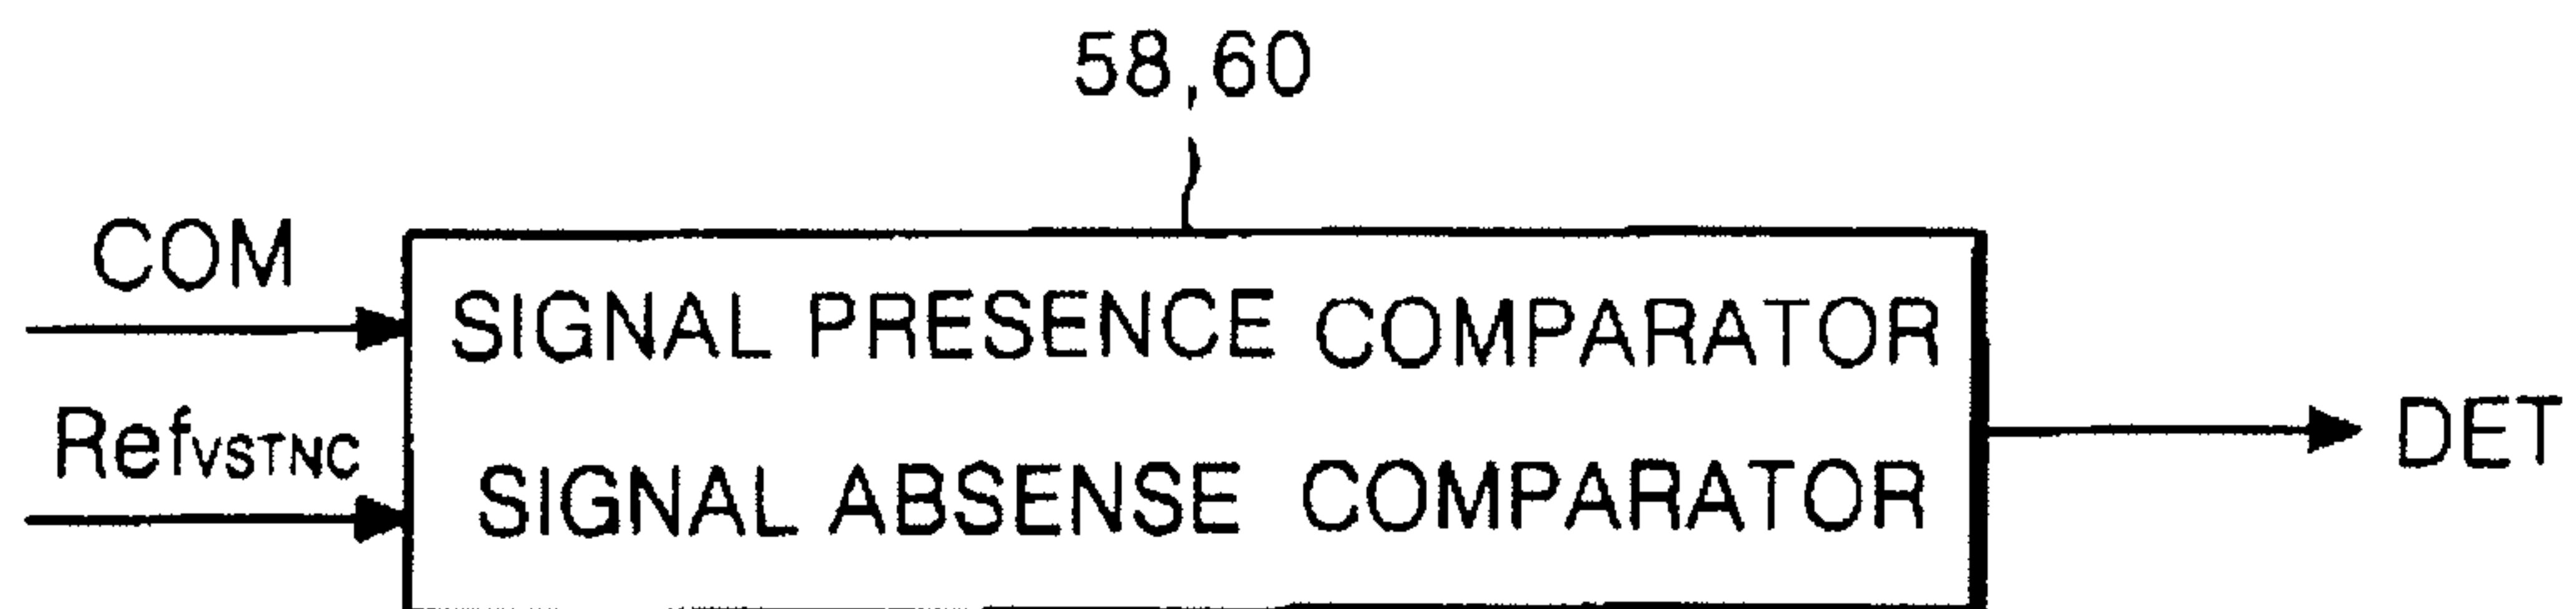 58,60
COM
SIGNAL PRESENCE COMPARATOR
RefVSTNC
SIGNAL ABSENSE COMPARATOR
DET